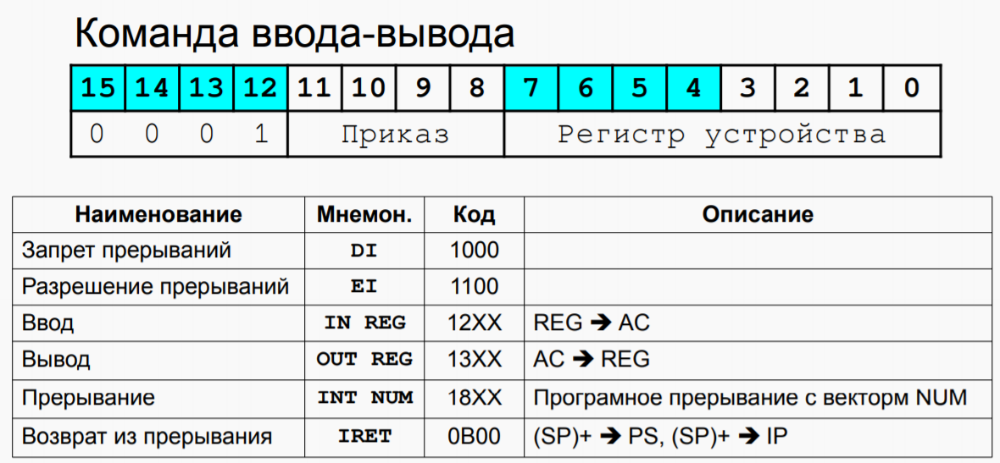 Команда ввода-вывода
15 14 13 12 11 10 9 8 7 6 5 4 3 2 1 0
0 0 0 1 Приказ Регистр устройства
Наименование Мнемон. Код Описание
Запрет прерываний DI 1000
Разрешение прерываний EI 1100
Ввод IN REG 12XX REG ➔ AC
Вывод OUT REG 13XX AC ➔ REG
Прерывание INT NUM 18XX Програмное прерывание с вектрм NUM
Возврат из прерывания IRET 0B00 (SP)+ ➔ PS, (SP)+ ➔ IP